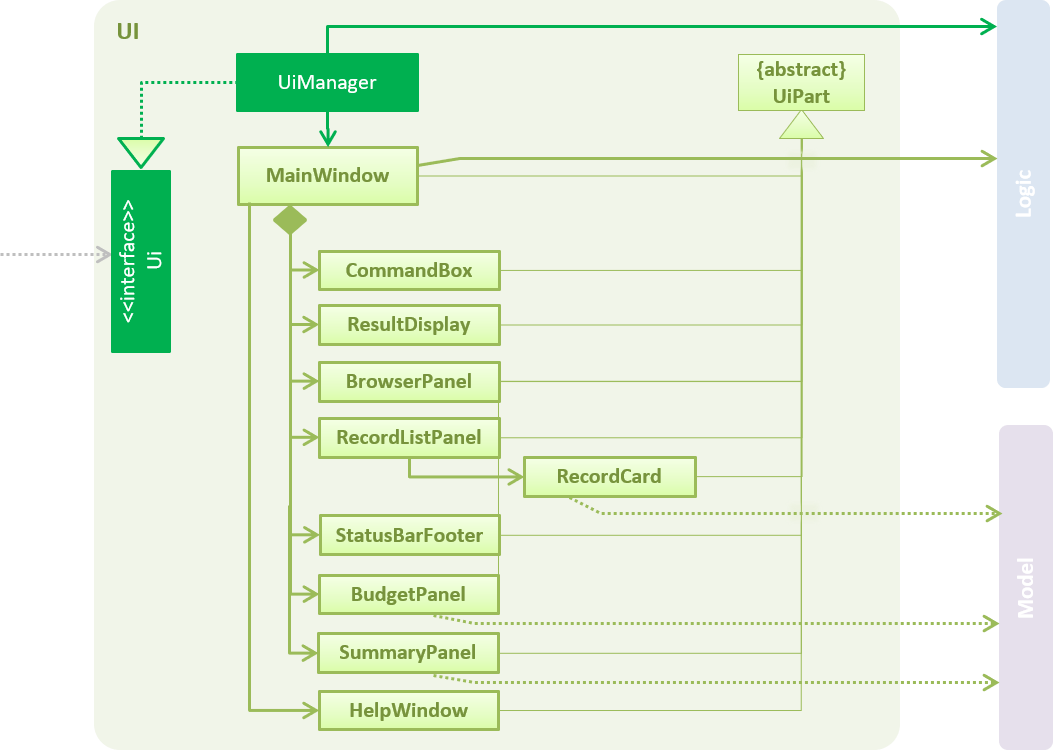 UI
UiManager
{abstract}
UiPart
<<interface>>
Ui
MainWindow
Logic
CommandBox
ResultDisplay
BrowserPanel
RecordListPanel
RecordCard
StatusBarFooter
BudgetPanel
Model
SummaryPanel
HelpWindow